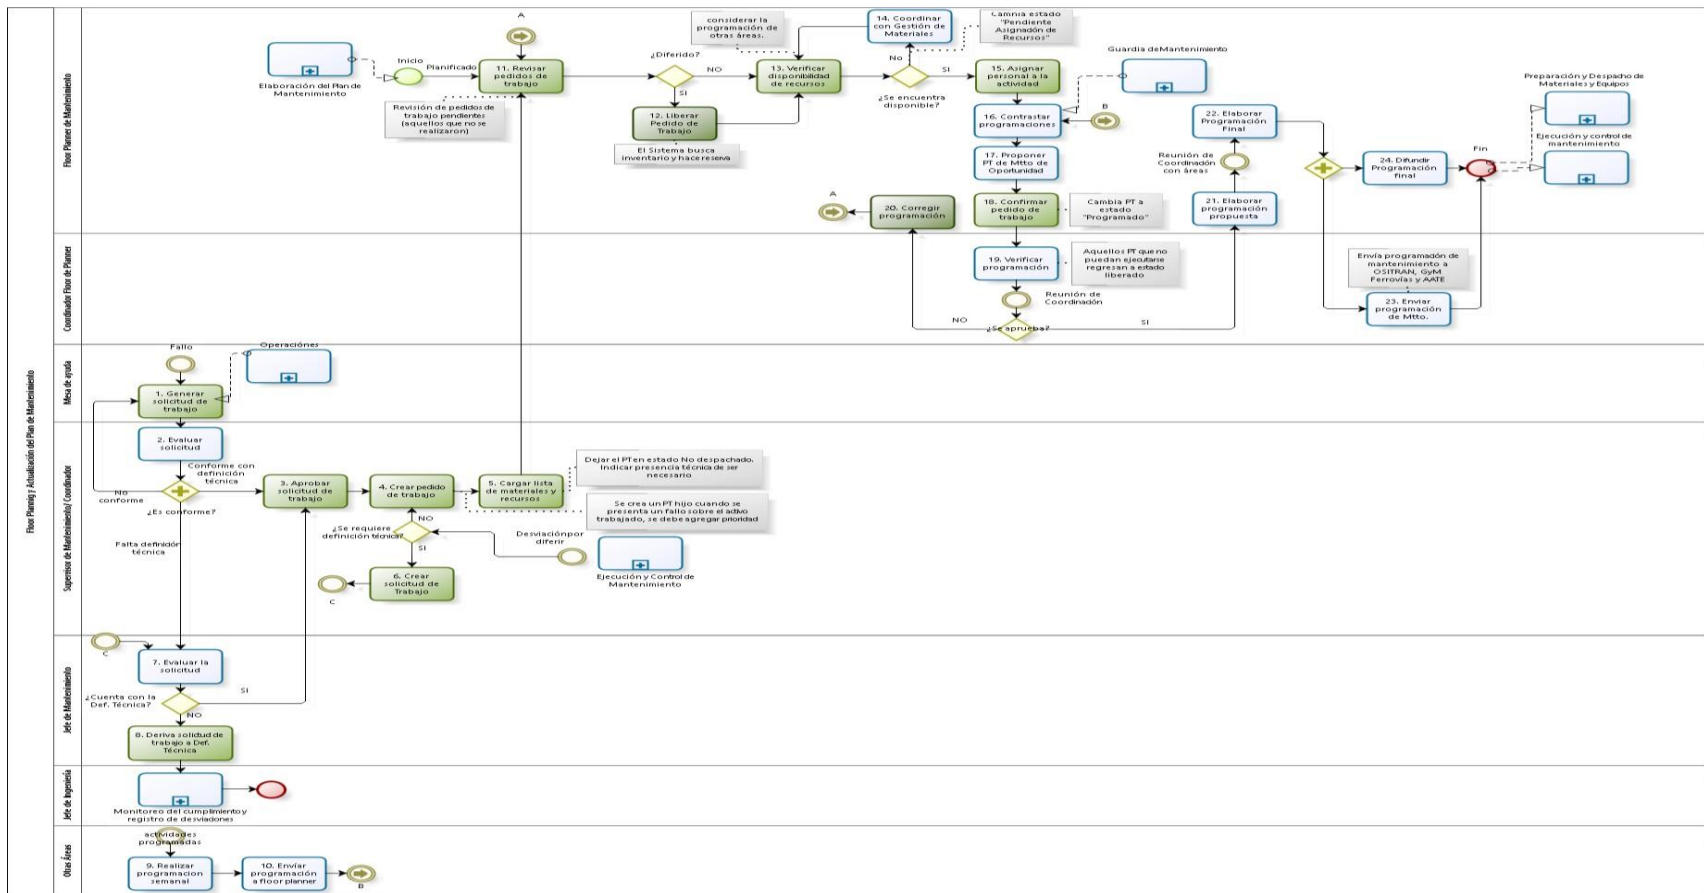 Floor Planning y Actualización del Plan de Mantenimiento
Floor Planner de Mantenimiento
Elaboración del Plan de
Mantenimiento
Inicio
Planificado
A
11. Revisar
pedidos de
trabajo
Revisión de pedidos de
trabajo pendientes
(aquellos que no se
realizaron)
¿Diferido?
NO
SI
12. Liberar
Pedido de
Trabajo
El Sistema busca
inventario y hace reserva
considerar la
programación de
otras áreas.
13. Verificar
disponibilidad
de recursos
14. Coordinar
con Gestión de
Materiales
Cambia estado
"Pendiente
Asignación de
Recursos"
No
SI
¿Se encuentra
disponible?
15. Asignar
personal a la
actividad
Guardia de Mantenimiento
16. Contrastar
programaciones
B
17. Proponer
PT de Mtto de
Oportunidad
18. Confirmar
pedido de
trabajo
Cambia PT a
estado
"Programado"
A
20. Corregir
programación
22. Elaborar
Programación
Final
Reunión de
Coordinación
con áreas
21. Elaborar
programación
propuesta
24. Difundir
Programación
final
Fin
Preparación y Despacho de
Materiales y Equipos
Ejecución y control de
mantenimiento
Coordinador Floor de Planner
19. Verificar
programación
Aquellos PT que no
puedan ejecutarse
regresan a estado
liberado
Reunión de
Coordinación
NO
¿Se aprueba?
SI
Envía programación de
mantenimiento a
OSITRAN, GyM
Ferrovías y AATE
23. Enviar
programación
de Mtto.
Mesa de ayuda
Fallo
Operaciónes
1. Generar
solicitud de
trabajo
Supervisor de Mantenimiento/ Coordinador
2. Evaluar
solicitud
Conforme con
definición
técnica
No
conforme
¿Es conforme?
Falta definición
técnica
3. Aprobar
solicitud de
trabajo
4. Crear pedido
de trabajo
5. Cargar lista
de materiales y
recursos
Dejar el PT en estado No despachado.
Indicar presencia técnica de ser
necesario
Se crea un PT hijo cuando se
presenta un fallo sobre el activo
trabajado, se debe agregar prioridad
NO
¿Se requiere
definición técnica?
SI
Desviación por
diferir
Ejecución y Control de
Mantenimiento
6. Crear
solicitud de
Trabajo
C
Jefe de Mantenimiento
C
7. Evaluar la
solicitud
¿Cuenta con la
Def. Técnica?
SI
NO
8. Deriva solitud de
trabajo a Def.
Técnica
Jefe de Ingeniería
Monitoreo del cumplimiento y
registro de desviaciones
Otras Áreas
actividades
programadas
9. Realizar
programacion
semanal
10. Envíar
programación
a floor planner
B